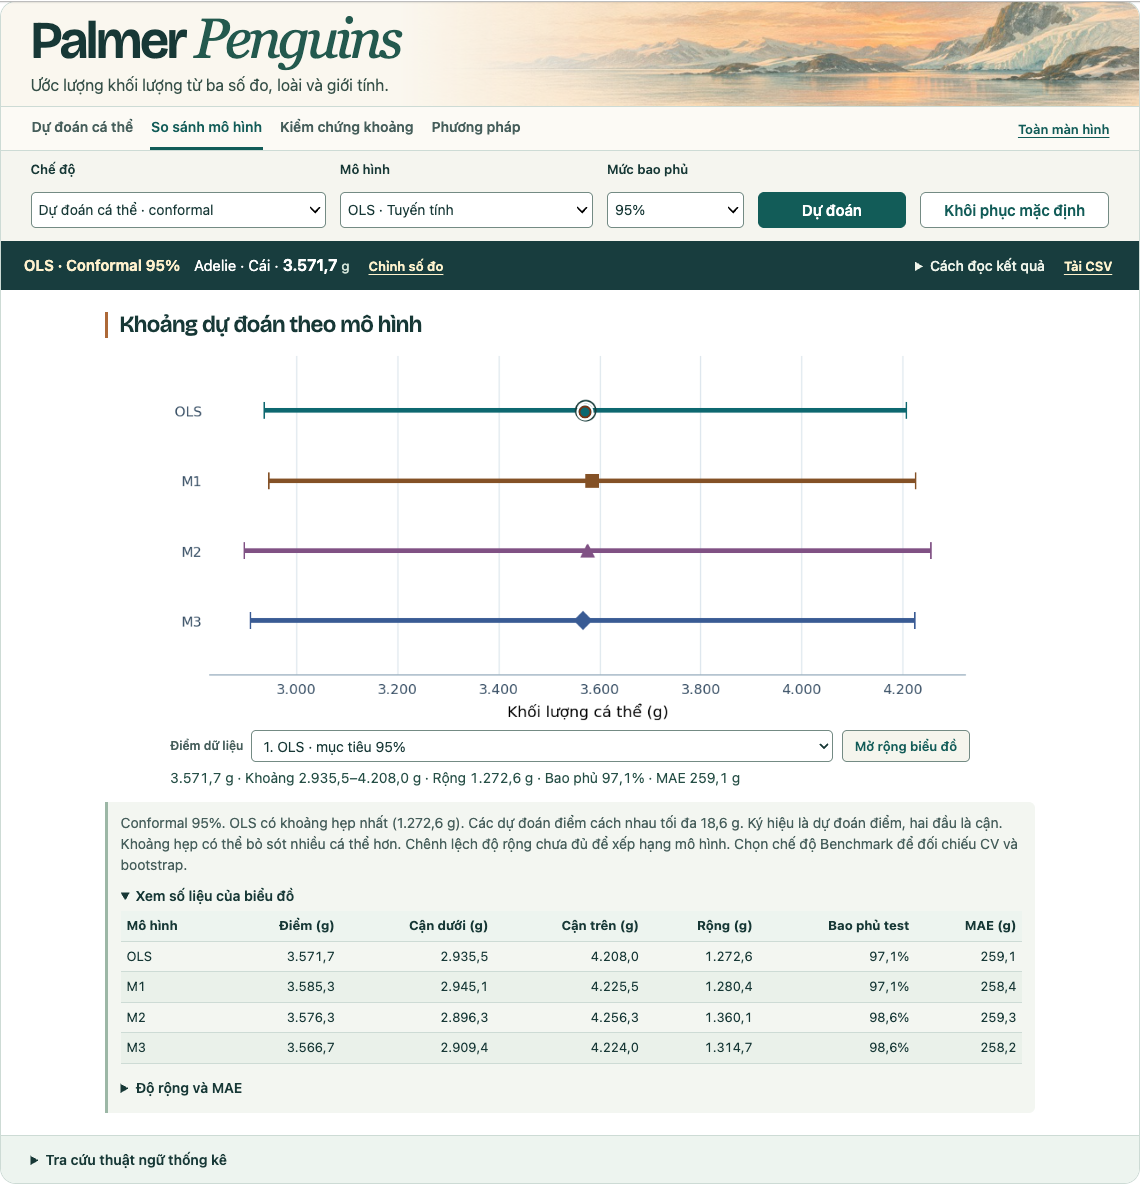 Palmer Penguins
Ước lượng khối lượng từ ba số đo, loài và giới tính.
Dự đoán cá thể So sánh mô hình Kiểm chứng khoảng Phương pháp Toàn màn hình
Chế độ Mô hình Mức bao phủ
Dự đoán cá thể · conformal OLS · Tuyến tính 95% Dự đoán Khôi phục mặc định
OLS · Conformal 95% Adelie · Cái · 3.571,7 g Chỉnh số đo ▶ Cách đọc kết quả Tải CSV
Khoảng dự đoán theo mô hình
OLS
M1
M2
M3
3.000 3.200 3.400 3.600 3.800 4.000 4.200
Khối lượng cá thể (g)
Điểm dữ liệu 1. OLS · mục tiêu 95% Mở rộng biểu đồ
3.571,7 g · Khoảng 2.935,5–4.208,0 g · Rộng 1.272,6 g · Bao phủ 97,1% · MAE 259,1 g
Conformal 95%. OLS có khoảng hẹp nhất (1.272,6 g). Các dự đoán điểm cách nhau tối đa 18,6 g. Ký hiệu là dự đoán điểm, hai đầu là cận.
Khoảng hẹp có thể bỏ sót nhiều cá thể hơn. Chênh lệch độ rộng chưa đủ để xếp hạng mô hình. Chọn chế độ Benchmark để đối chiếu CV và
bootstrap.
▼ Xem số liệu của biểu đồ
Mô hình Điểm (g) Cận dưới (g) Cận trên (g) Rộng (g) Bao phủ test MAE (g)
OLS 3.571,7 2.935,5 4.208,0 1.272,6 97,1% 259,1
M1 3.585,3 2.945,1 4.225,5 1.280,4 97,1% 258,4
M2 3.576,3 2.896,3 4.256,3 1.360,1 98,6% 259,3
M3 3.566,7 2.909,4 4.224,0 1.314,7 98,6% 258,2
▶ Độ rộng và MAE
▶ Tra cứu thuật ngữ thống kê